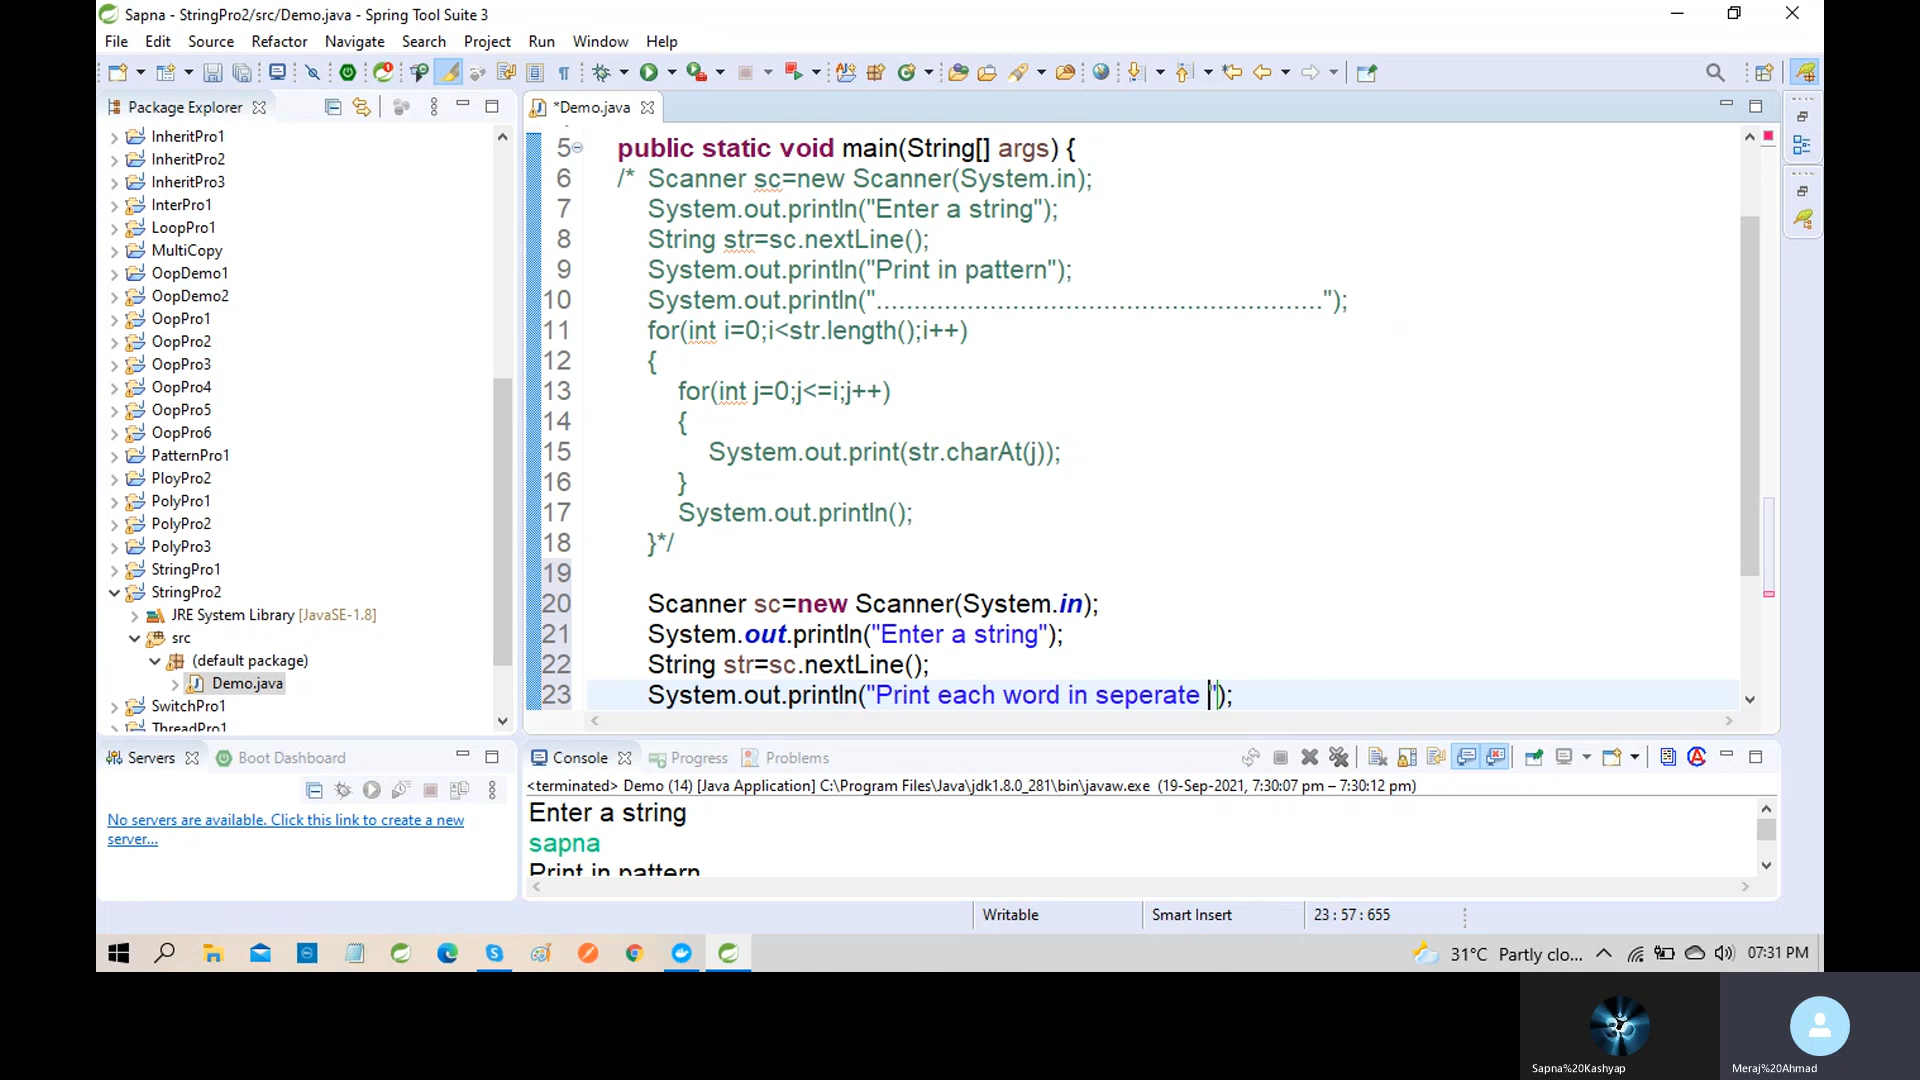 Sapna - StringPro2/src/Demo.java - Spring Tool Suite 3
File Edit Source Refactor Navigate Search Project Run Window Help
Package Explorer
*Demo.java
InheritPro1
InheritPro2
InheritPro3
InterPro1
LoopPro1
MultiCopy
OopDemo1
OopDemo2
OopPro1
OopPro2
OopPro3
OopPro4
OopPro5
OopPro6
PatternPro1
PloyPro2
PolyPro1
PolyPro2
PolyPro3
StringPro1
StringPro2
JRE System Library [JavaSE-1.8]
src
(default package)
Demo.java
SwitchPro1
ThreadPro1
5 public static void main(String[] args) {
6 /* Scanner sc=new Scanner(System.in);
7 System.out.println("Enter a string");
8 String str=sc.nextLine();
9 System.out.println("Print in pattern");
10 System.out.println("......................................................");
11 for(int i=0;i<str.length();i++)
12 {
13 for(int j=0;j<=i;j++)
14 {
15 System.out.print(str.charAt(j));
16 }
17 System.out.println();
18 }*/
19
20 Scanner sc=new Scanner(System.in);
21 System.out.println("Enter a string");
22 String str=sc.nextLine();
23 System.out.println("Print each word in seperate ");
Servers Boot Dashboard
No servers are available. Click this link to create a new
server...
Console Progress Problems
<terminated> Demo (14) [Java Application] C:\Program Files\Java\jdk1.8.0_281\bin\javaw.exe (19-Sep-2021, 7:30:07 pm – 7:30:12 pm)
Enter a string
sapna
Print in pattern
Writable Smart Insert 23 : 57 : 655
31°C Partly clo... 07:31 PM
Sapna%20Kashyap
Meraj%20Ahmad